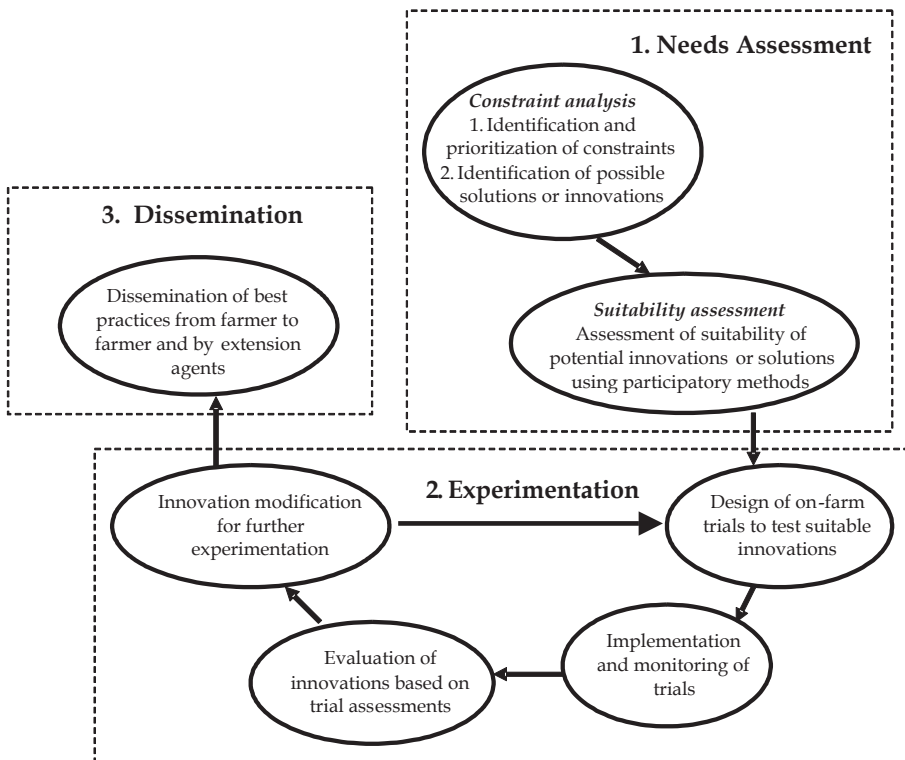 1. Needs Assessment
Constraint analysis
1. Identification and
prioritization of constraints
2. Identification of possible
solutions or innovations
Suitability assessment
Assessment of suitability of
potential innovations or solutions
using participatory methods
2. Experimentation
Design of on-farm
trials to test suitable
innovations
Implementation
and monitoring of
trials
Evaluation of
innovations based on
trial assessments
Innovation modification
for further
experimentation
3. Dissemination
Dissemination of best
practices from farmer to
farmer and by extension
agents